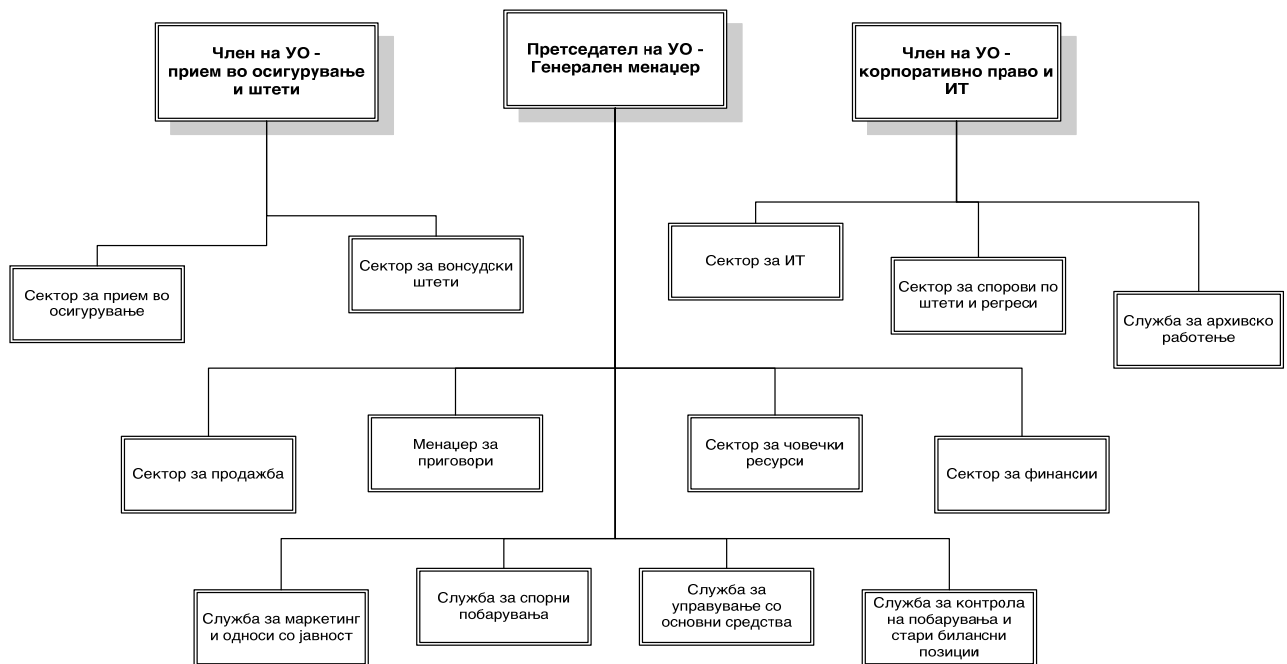 Член на УО -
прием во осигурување
и штети
Претседател на УО -
Генерален менаџер
Член на УО -
корпоративно право и
ИТ
Сектор за прием во
осигурување
Сектор за вонсудски
штети
Сектор за ИТ
Сектор за спорови по
штети и регреси
Служба за архивско
работење
Сектор за продажба
Менаџер за
приговори
Сектор за човечки
ресурси
Сектор за финансии
Служба за маркетинг
и односи со јавност
Служба за спорни
побарувања
Служба за
управување со
основни средства
Служба за контрола
на побарувања и
стари билансни
позиции